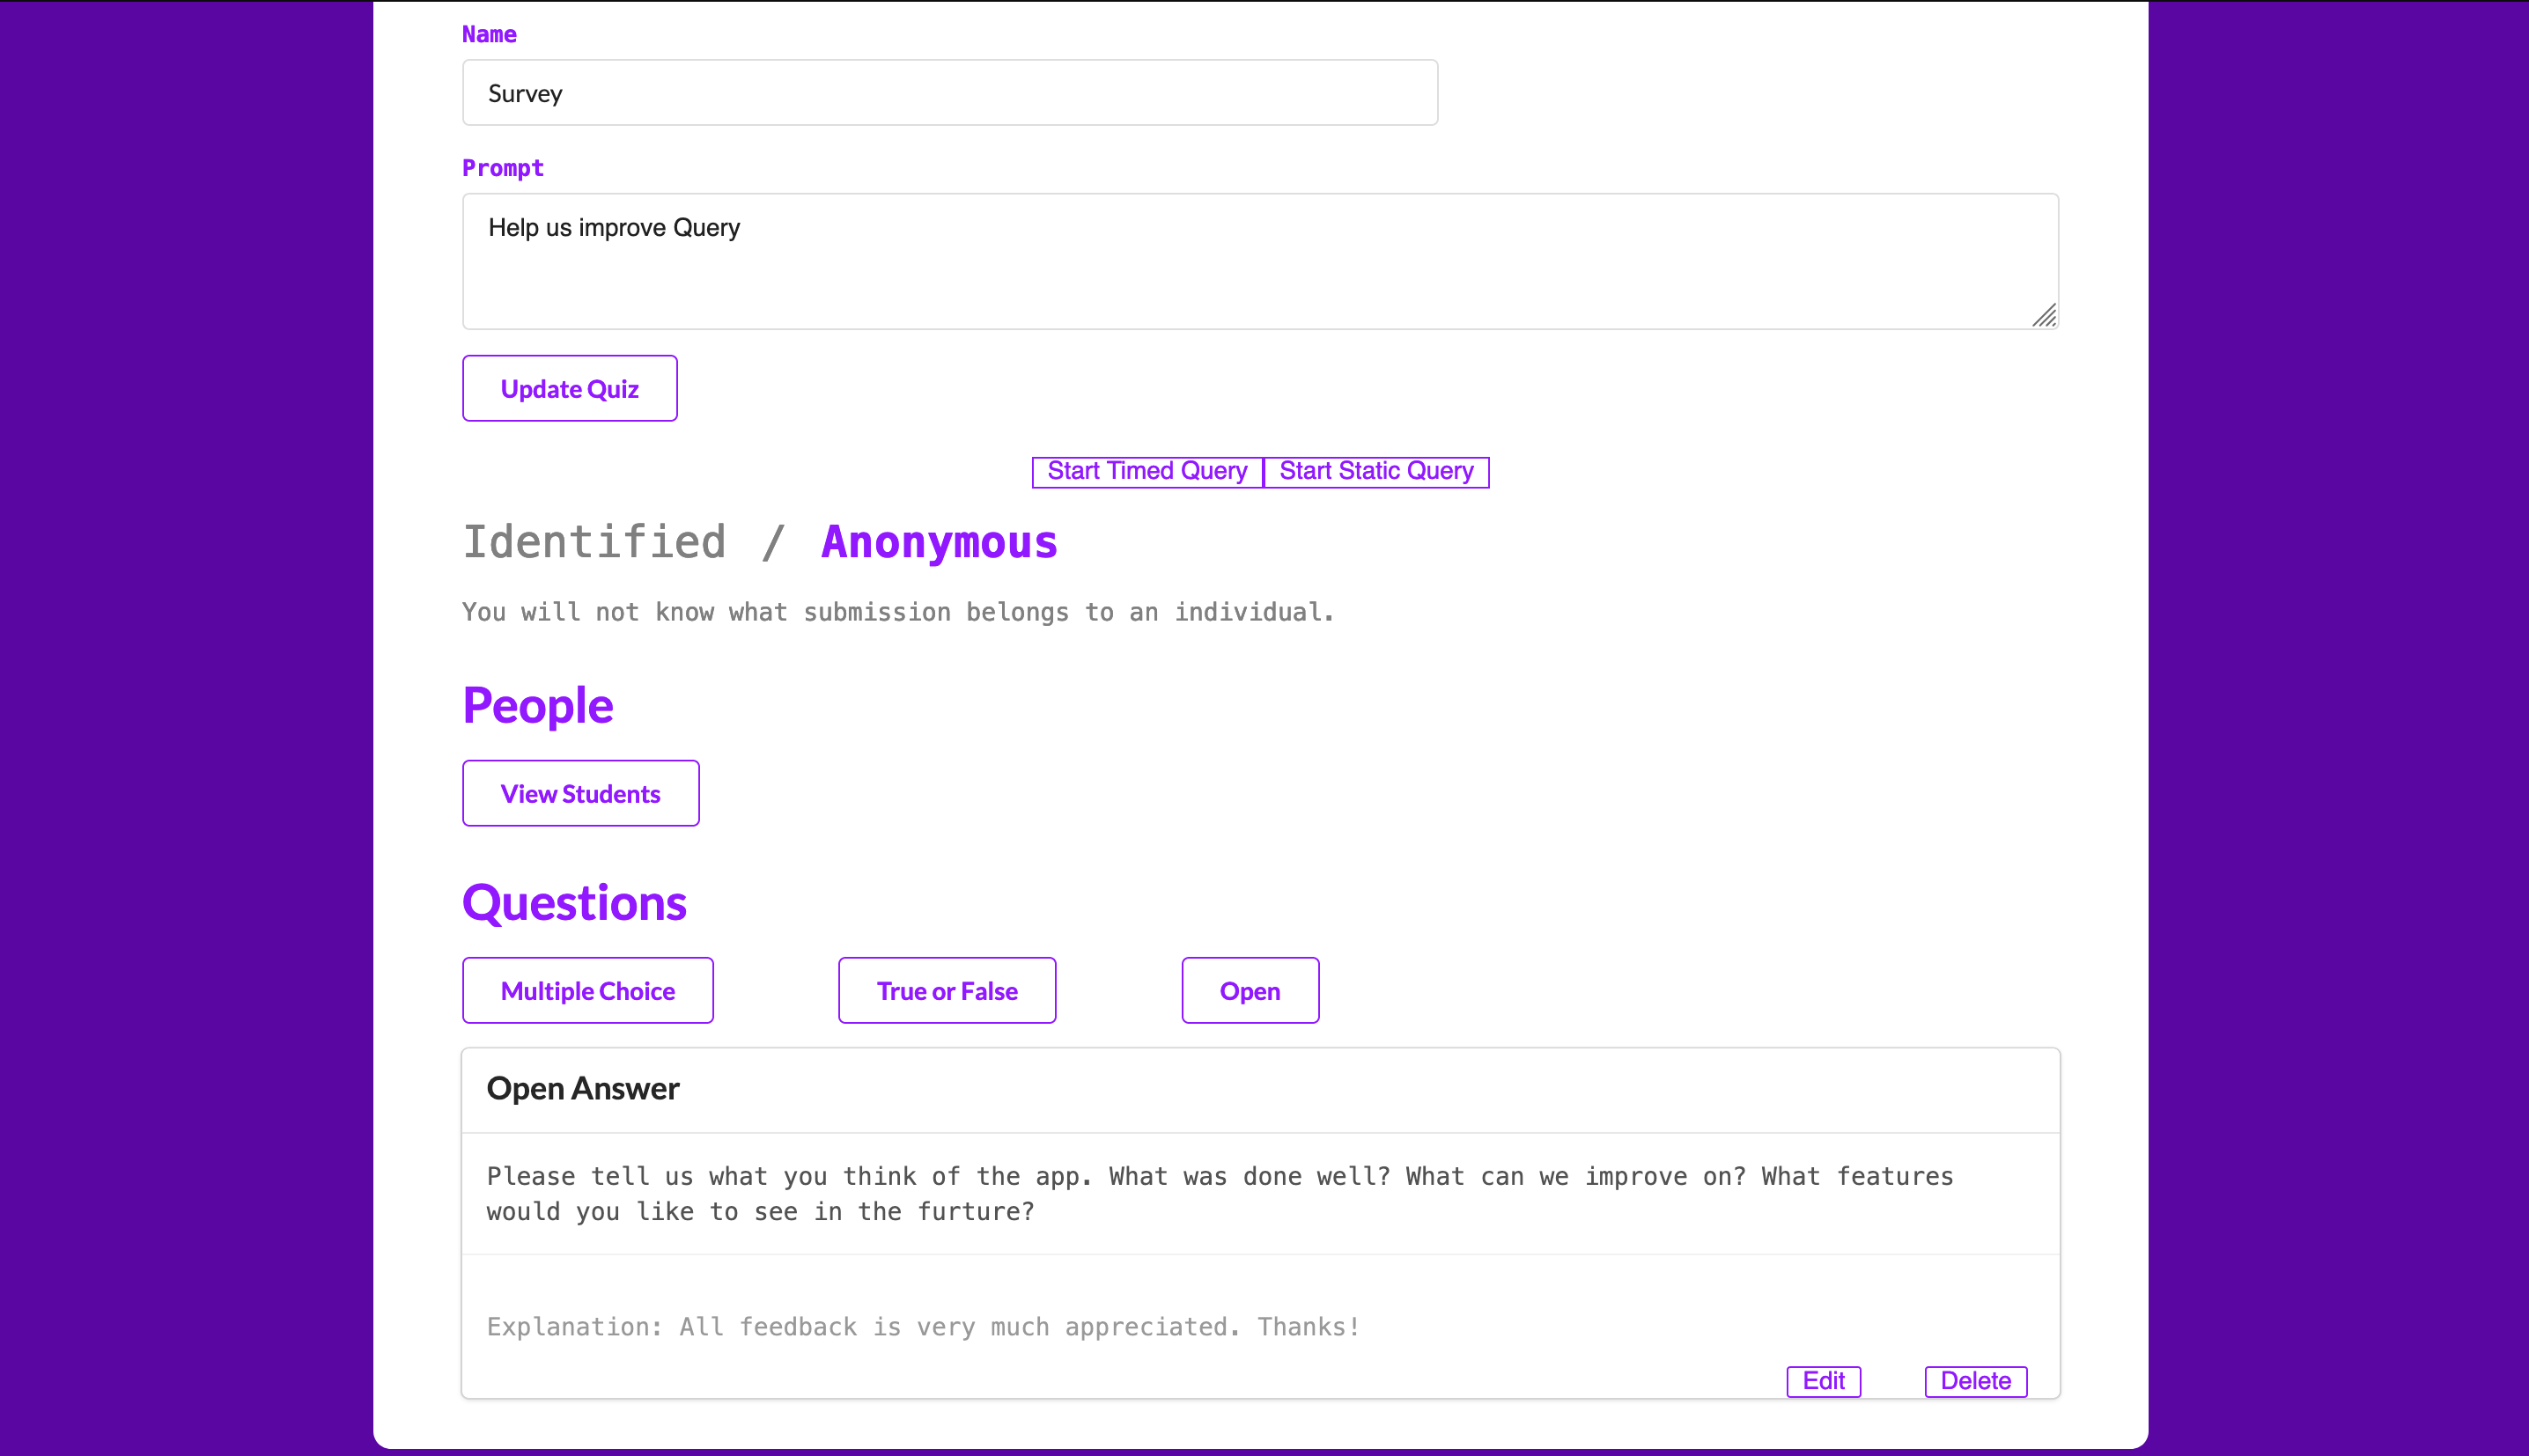 Name
Survey
Prompt
Help us improve Query
Update Quiz
Start Timed Query Start Static Query
Identified / Anonymous
You will not know what submission belongs to an individual.
People
View Students
Questions
Multiple Choice True or False Open
Open Answer
Please tell us what you think of the app. What was done well? What can we improve on? What features
would you like to see in the furture?
Explanation: All feedback is very much appreciated. Thanks!
Edit Delete